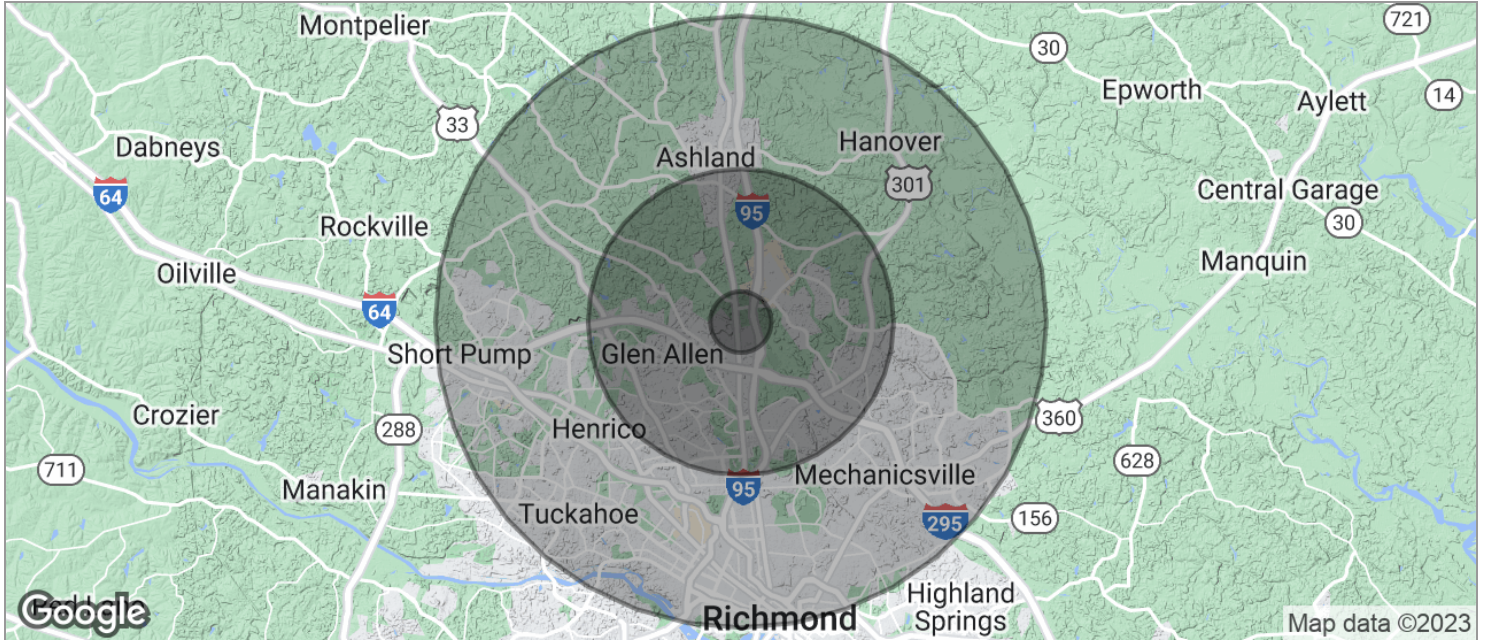 Montpelier
721
30
Epworth
14
Aylett
33
Dabneys
Ashland
Hanover
64
301
Central Garage
95
30
Rockville
Oilville
Manquin
64
Short Pump
Glen Allen
Crozier
360
288
Henrico
628
711
Mechanicsville
Manakin
95
Tuckahoe
295
156
Highland
Springs
Google
Richmond
Map data ©2023